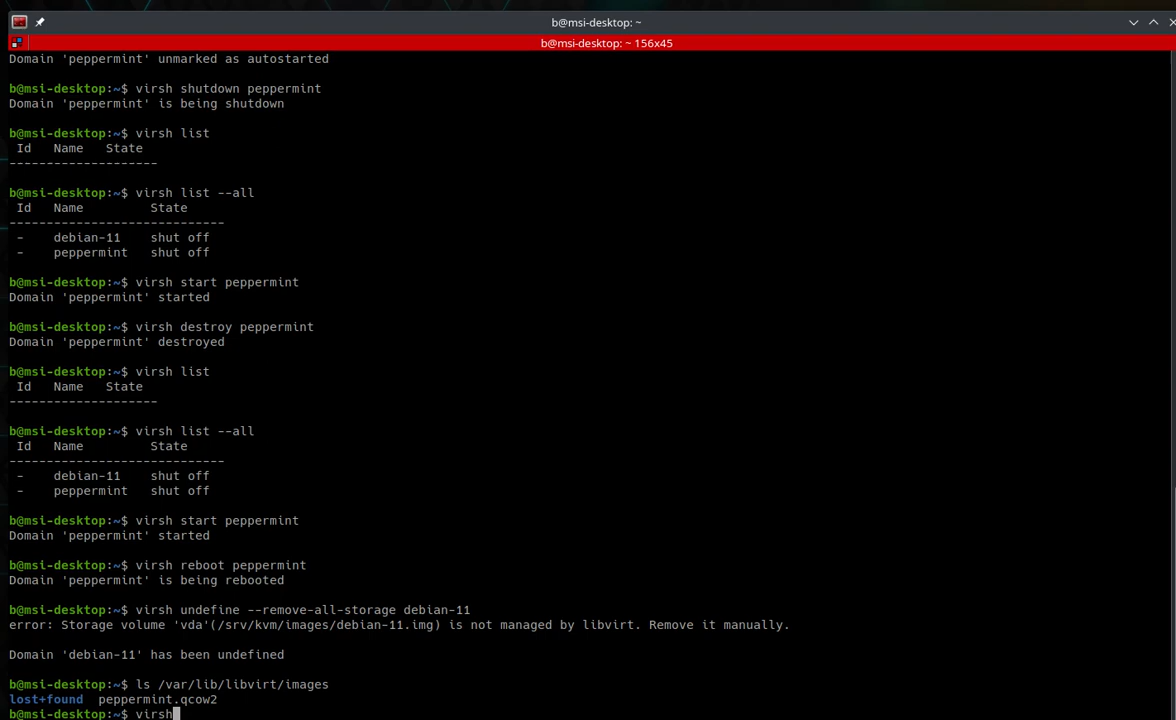 b@msi-desktop: ~
b@msi-desktop: ~ 156x45
Domain 'peppermint' unmarked as autostarted
b@msi-desktop:~$ virsh shutdown peppermint
Domain 'peppermint' is being shutdown
b@msi-desktop:~$ virsh list
Id Name State
---------------------
b@msi-desktop:~$ virsh list --all
Id Name State
-----------------------------
- debian-11 shut off
- peppermint shut off
b@msi-desktop:~$ virsh start peppermint
Domain 'peppermint' started
b@msi-desktop:~$ virsh destroy peppermint
Domain 'peppermint' destroyed
b@msi-desktop:~$ virsh list
Id Name State
--------------------
b@msi-desktop:~$ virsh list --all
Id Name State
-----------------------------
- debian-11 shut off
- peppermint shut off
b@msi-desktop:~$ virsh start peppermint
Domain 'peppermint' started
b@msi-desktop:~$ virsh reboot peppermint
Domain 'peppermint' is being rebooted
b@msi-desktop:~$ virsh undefine --remove-all-storage debian-11
error: Storage volume 'vda'(/srv/kvm/images/debian-11.img) is not managed by libvirt. Remove it manually.
Domain 'debian-11' has been undefined
b@msi-desktop:~$ ls /var/lib/libvirt/images
lost+found peppermint.qcow2
b@msi-desktop:~$ virsh